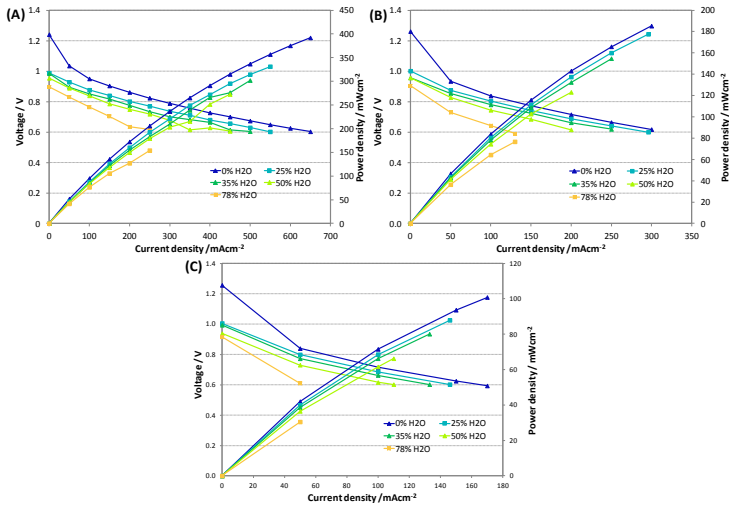 (A)
1.4
1.2
1
0.8
0.6
0.4
0.2
0
Voltage / V
0
100
200
300
400
500
600
700
Current density /mAcm-2
450
400
350
300
250
200
150
100
50
0
Power density / mWcm-2
0% H2O
25% H2O
35% H2O
50% H2O
78% H2O
(B)
1.4
1.2
1.0
0.8
0.6
0.4
0.2
0.0
Voltage / V
0
50
100
150
200
250
300
350
Current density /mAcm-2
200
180
160
140
120
100
80
60
40
20
0
Power density / mWcm-2
0% H2O
25% H2O
35% H2O
50% H2O
78% H2O
(C)
1.4
1.2
1.0
0.8
0.6
0.4
0.2
0.0
Voltage / V
0
20
40
60
80
100
120
140
160
180
Current density /mAcm-2
120
100
80
60
40
20
0
Power density / mWcm-2
0% H2O
25% H2O
35% H2O
50% H2O
78% H2O